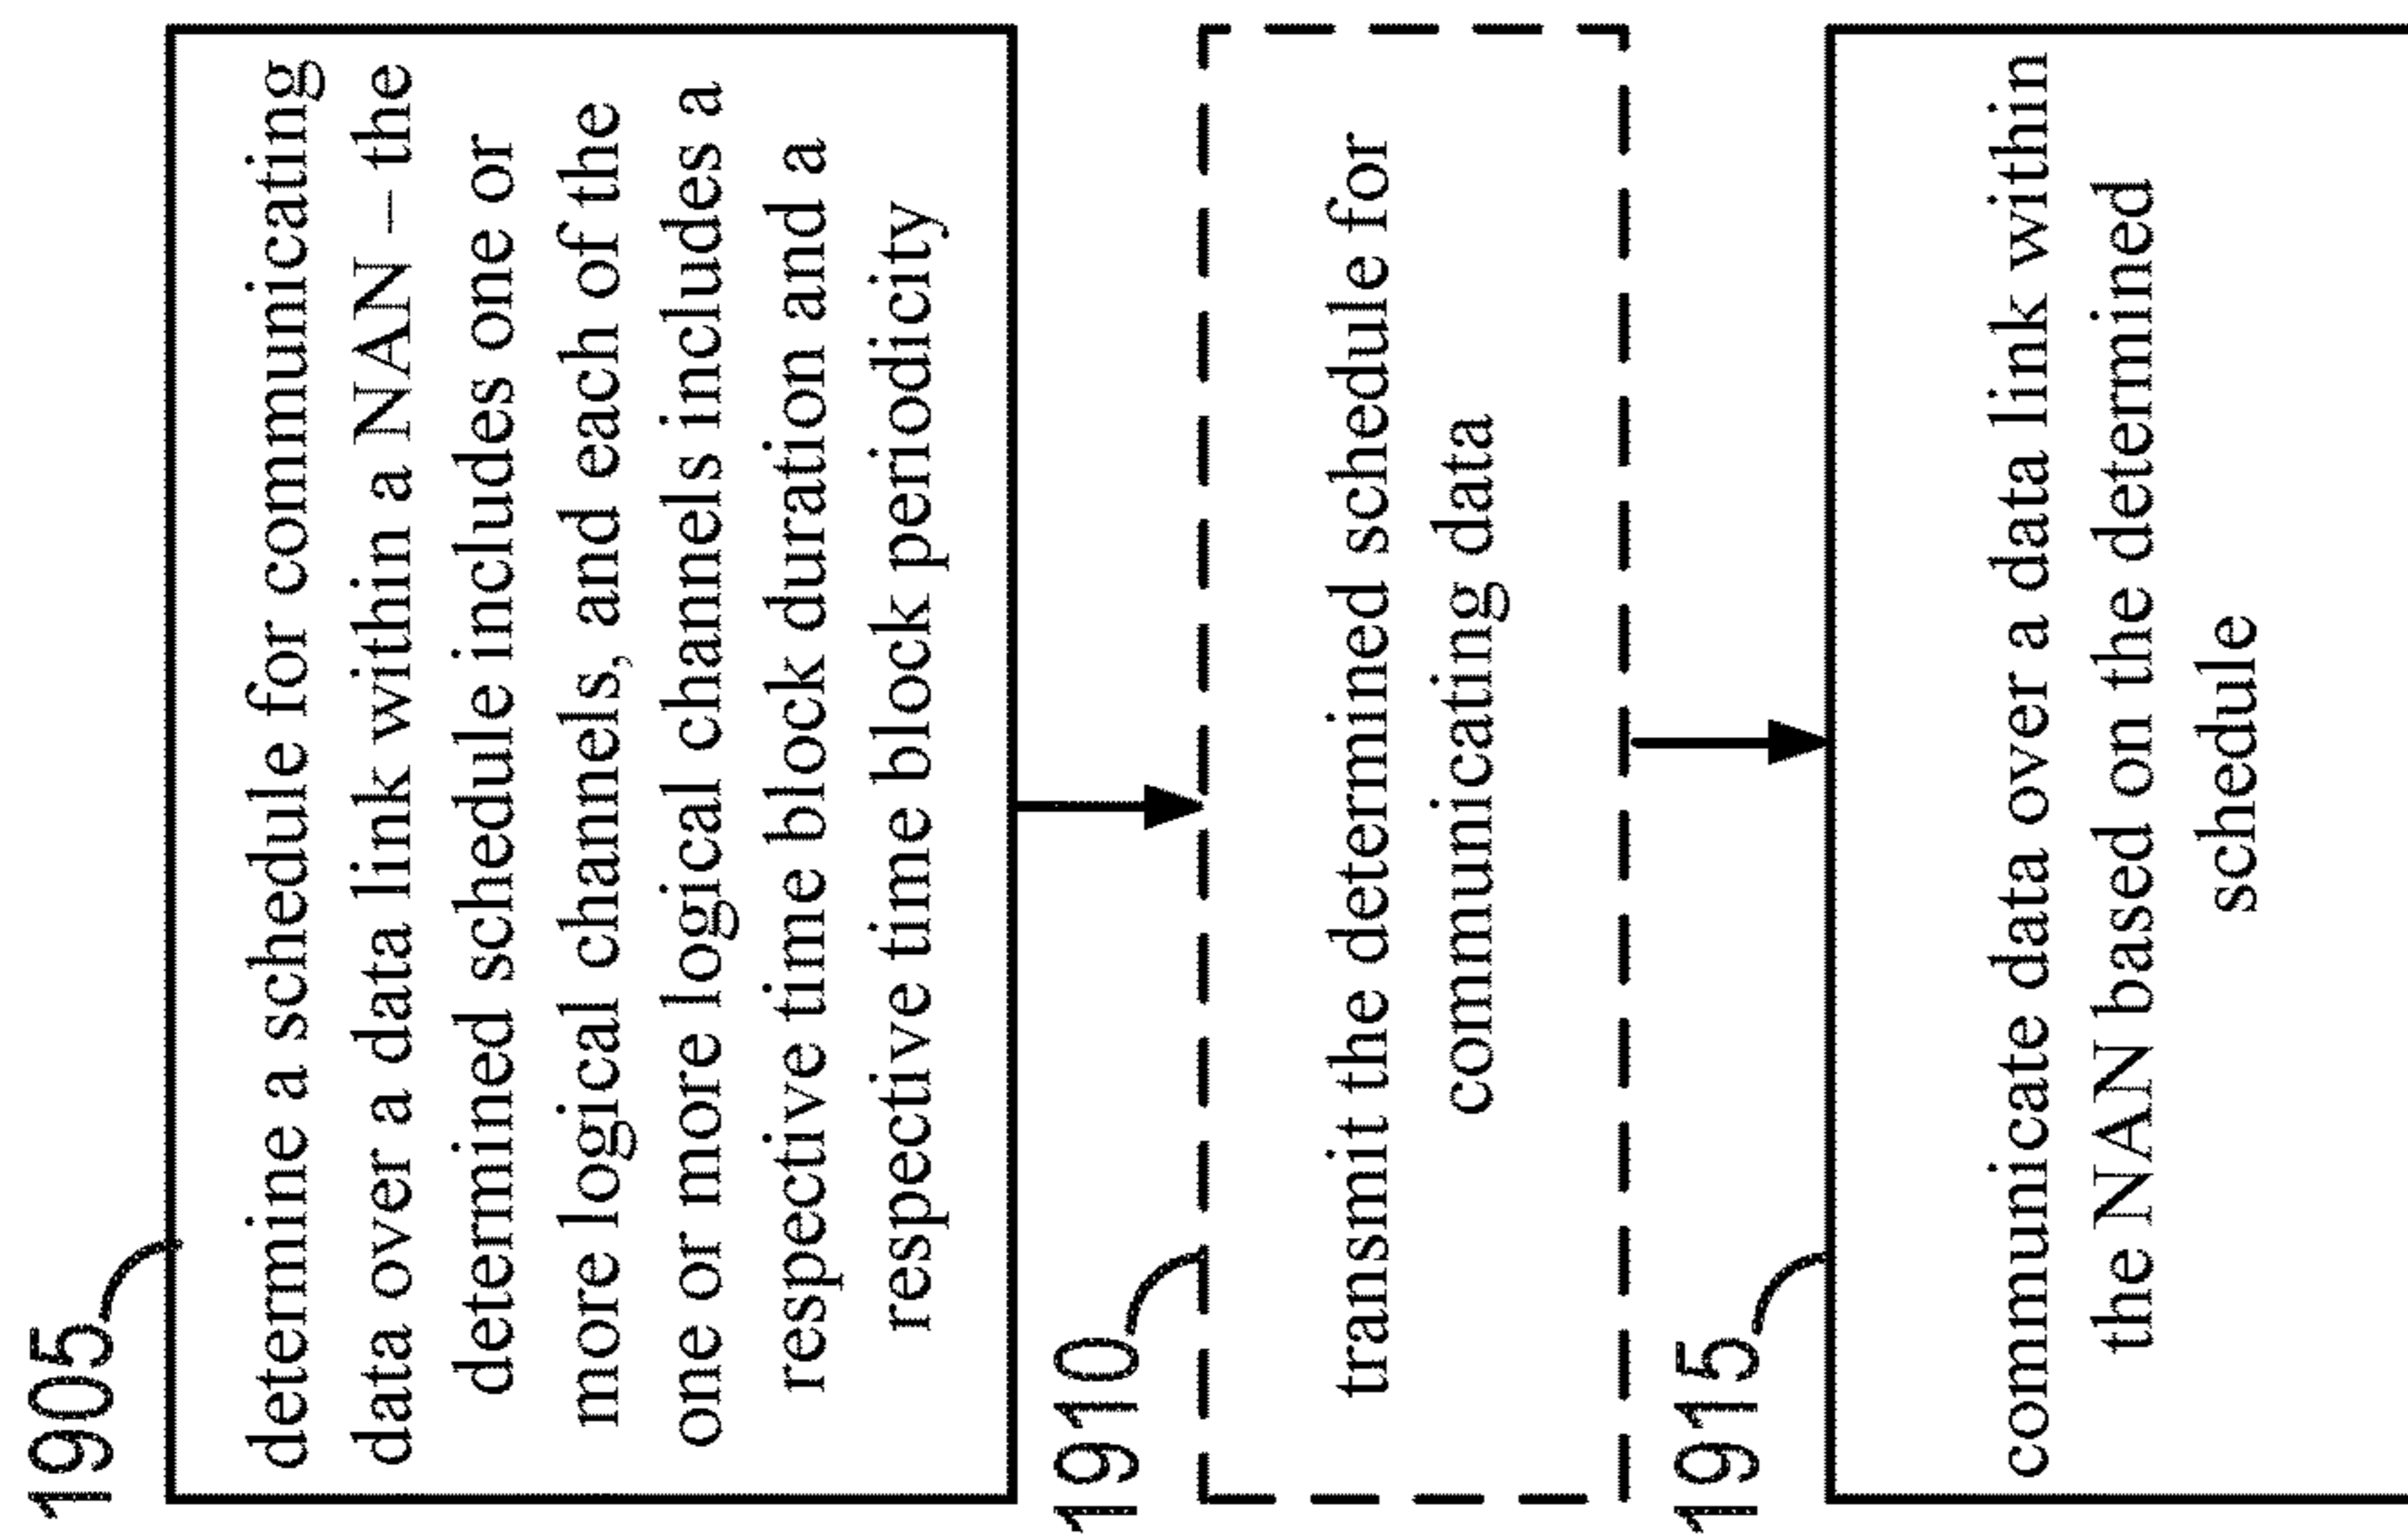 1905
determine a schedule for communicating
data over a data link within a NAN – the
determined schedule includes one or
more logical channels, and each of the
one or more logical channels includes a
respective time block duration and a
respective time block periodicity
1910
transmit the determined schedule for
communicating data
1915
communicate data over a data link within
the NAN based on the determined
schedule